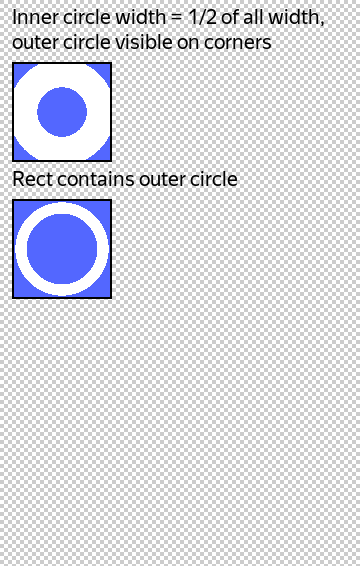 Inner circle width = 1/2 of all width,
outer circle visible on corners
Rect contains outer circle